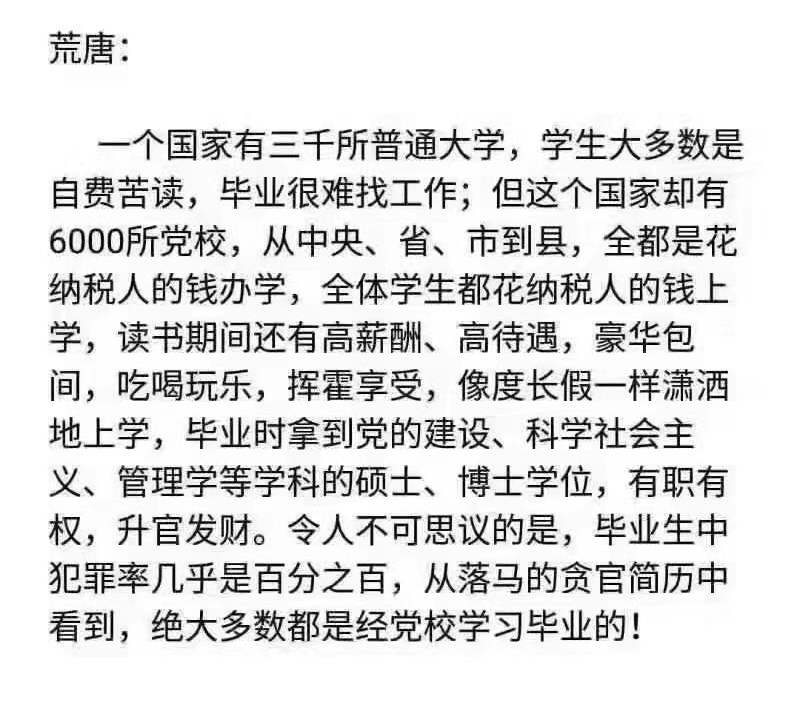 荒唐：
一个国家有三千所普通大学，学生大多数是
自费苦读，毕业很难找工作；但这个国家却有
6000所党校，从中央、省、市到县，全都是花
纳税人的钱办学，全体学生都花纳税人的钱上
学，读书期间还有高薪酬、高待遇，豪华包
间，吃喝玩乐，挥霍享受，像度长假一样潇洒
地上学，毕业时拿到党的建设、科学社会主
义、管理学等学科的硕士、博士学位，有职有
权，升官发财。令人不可思议的是，毕业生中
犯罪率几乎是百分之百，从落马的贪官简历中
看到，绝大多数都是经党校学习毕业的！